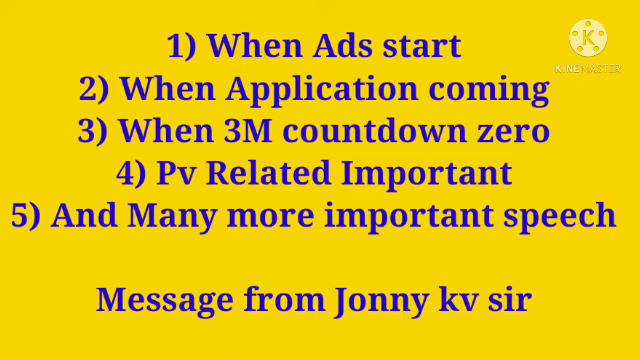 1) When Ads start
2) When Application coming
3) When 3M countdown zero
4) Pv Related Important
5) And Many more important speech
Message from Jonny kv sir
KINEMASTER